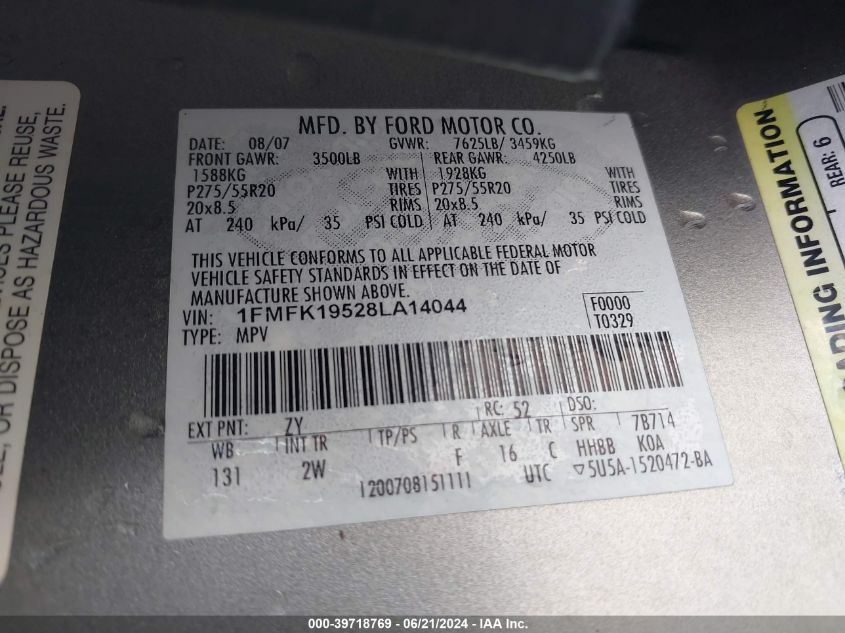 MFD. BY FORD MOTOR CO.
DATE: 08/07 GVWR: 7625LB/ 3459KG
FRONT GAWR: 3500LB REAR GAWR: 4250LB
1588KG WITH 1928KG WITH
P275/55R20 TIRES P275/55R20 TIRES
20x8.5 RIMS 20x8.5 RIMS
AT 240 kPa/ 35 PSI COLD AT 240 kPa/ 35 PSI COLD
THIS VEHICLE CONFORMS TO ALL APPLICABLE FEDERAL MOTOR
VEHICLE SAFETY STANDARDS IN EFFECT ON THE DATE OF
MANUFACTURE SHOWN ABOVE.
VIN: 1FMFK19528LA14044 F0000
TYPE: MPV T0329
EXT PNT: ZY RC: 52 DSO:
WB INT TR TP/PS R AXLE TR SPR 7B714
131 2W F 16 C HHBB KOA
1200708151111 UTC ▽5U5A-1520472-BA
PLEASE REUSE,
OR DISPOSE AS HAZARDOUS WASTE.
ADING INFORMATION
REAR: 6
000-39718769 - 06/21/2024 - IAA Inc.